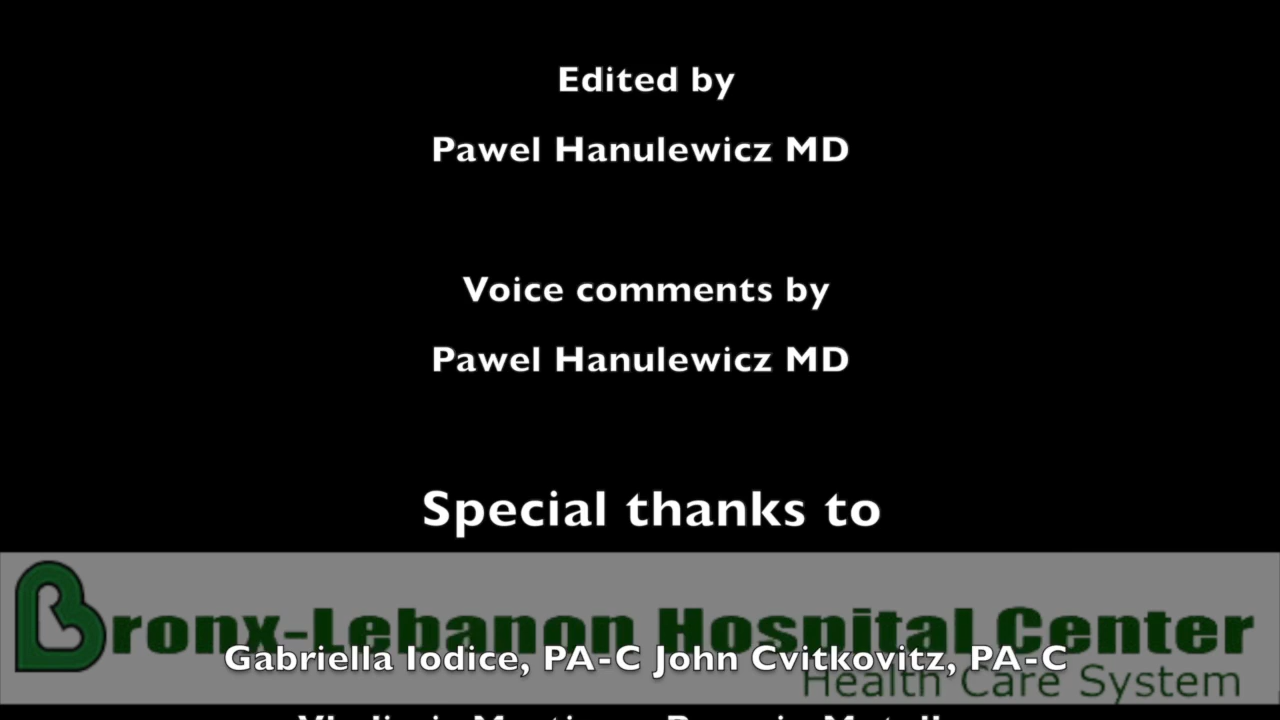 Edited by
Pawel Hanulewicz MD
Voice comments by
Pawel Hanulewicz MD
Special thanks to
Bronx-Lebanon Hospital Center
Gabriella Iodice, PA-C John Cvitkovitz, PA-C
Health Care System